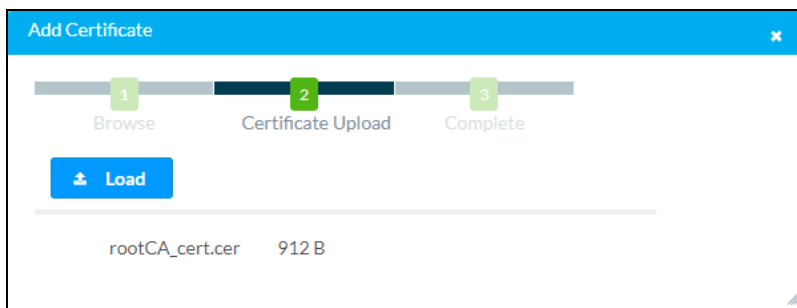 Add Certificate
1 2 3
Browse Certificate Upload Complete
Load
rootCA_cert.cer 912 B